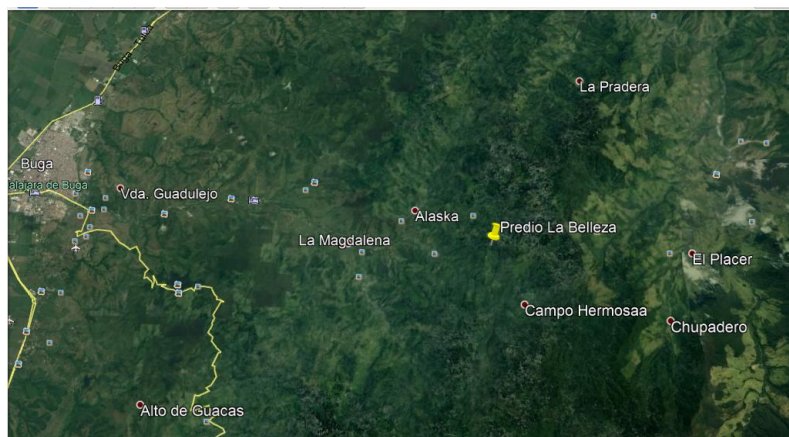 La Pradera
Buga
alajara de Buga
Vda. Guadulejo
Alaska
Predio La Belleza
La Magdalena
El Placer
Campo Hermosaa
Chupadero
Alto de Guacas